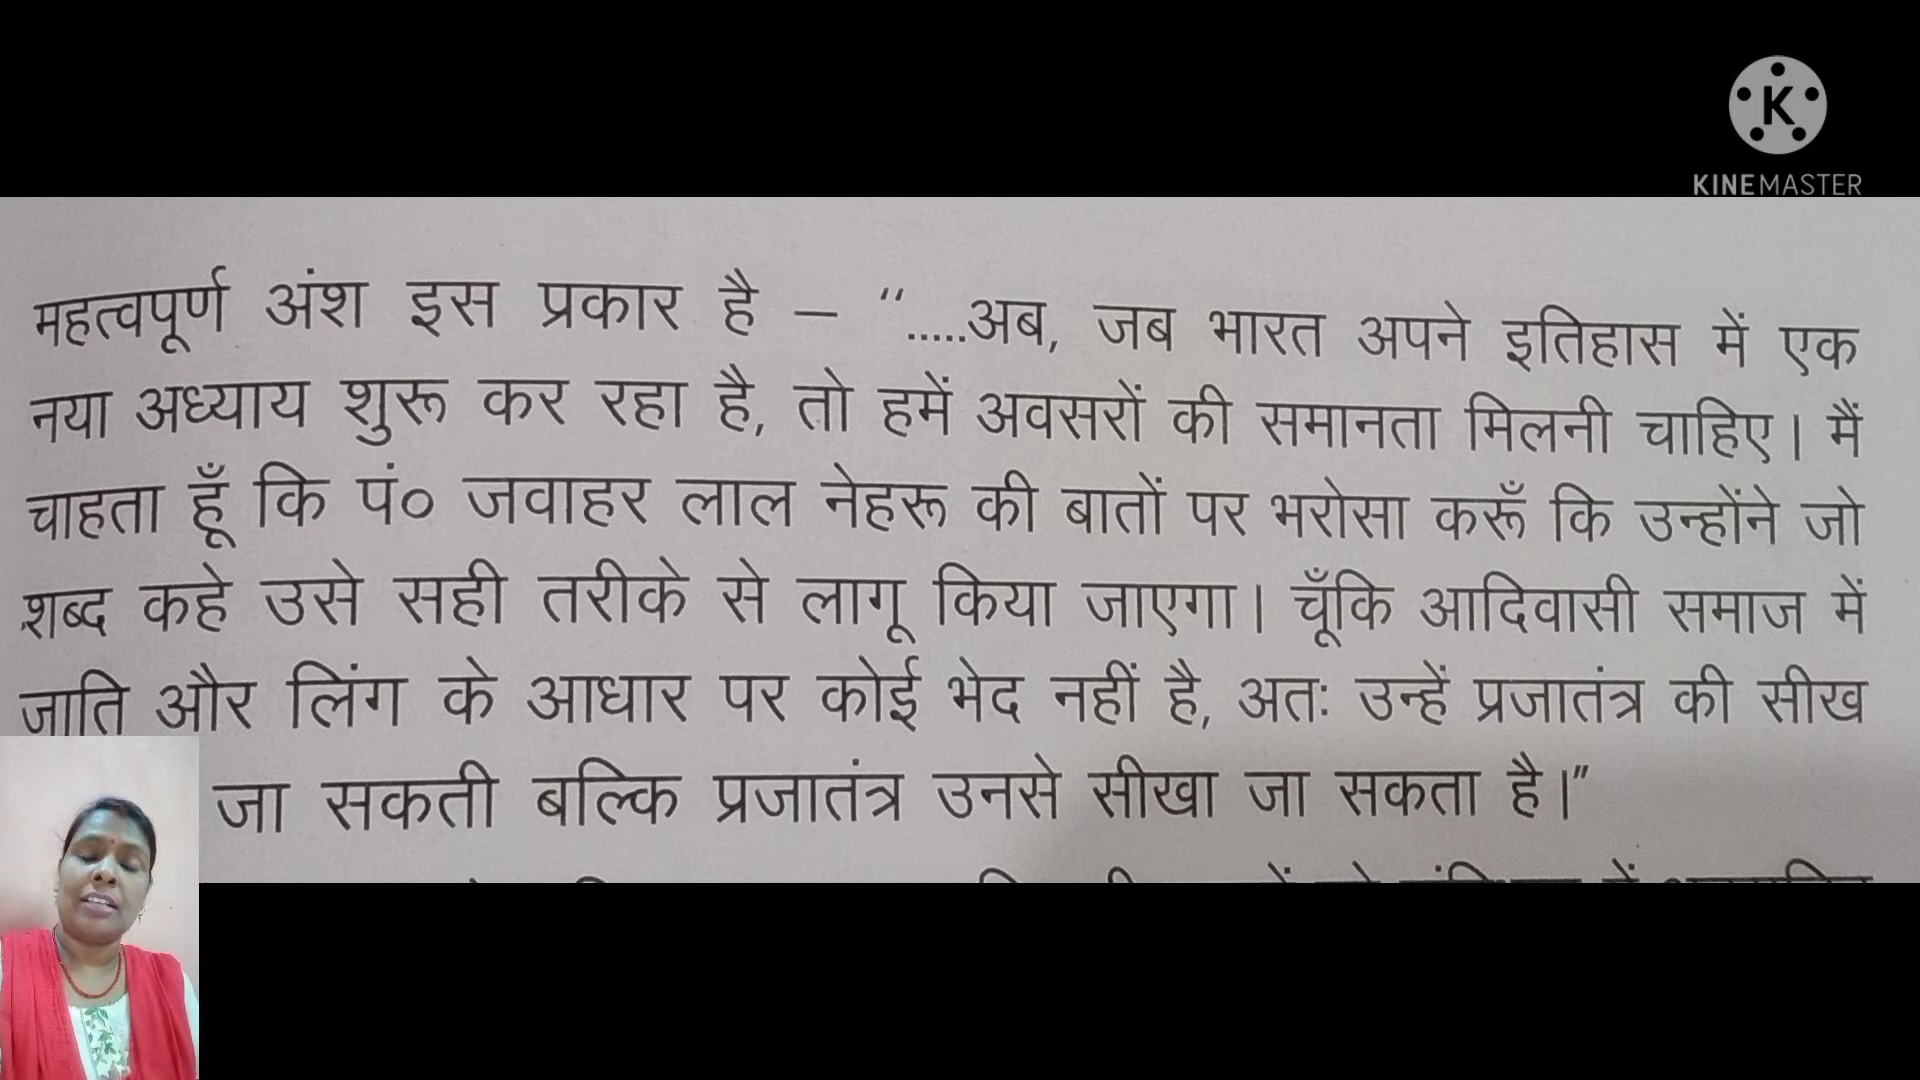 K
KINEMASTER
महत्वपूर्ण अंश इस प्रकार है – “.....अब, जब भारत अपने इतिहास में एक
नया अध्याय शुरू कर रहा है, तो हमें अवसरों की समानता मिलनी चाहिए। मैं
चाहता हूँ कि पं० जवाहर लाल नेहरू की बातों पर भरोसा करूँ कि उन्होंने जो
शब्द कहे उसे सही तरीके से लागू किया जाएगा। चूँकि आदिवासी समाज में
जाति और लिंग के आधार पर कोई भेद नहीं है, अतः उन्हें प्रजातंत्र की सीख
जा सकती बल्कि प्रजातंत्र उनसे सीखा जा सकता है।”